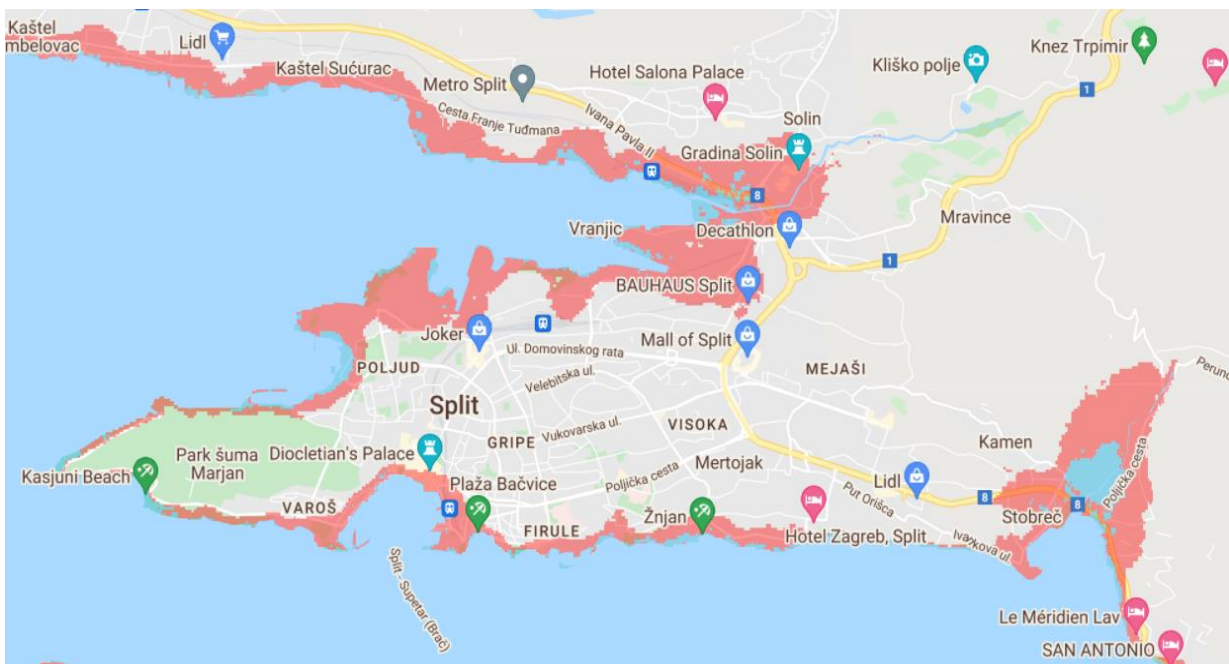 Kaštel
mbelovac
Lidl
Kaštel Sućurac
Metro Split
Hotel Salona Palace
Kliško polje
Knez Trpimir
1
Cesta Franje Tuđmana
Ivana Pavla II
Solin
Gradina Solin
8
Vranjic
Decathlon
Mravince
1
BAUHAUS Split
Joker
Mall of Split
Ul. Domovinskog rata
POLJUD
Velebitska ul.
MEJAŠI
Split
VISOKA
GRIPE
Vukovarska ul.
Park šuma
Marjan
Diocletian's Palace
Kasjuni Beach
Mertojak
Kamen
Poljička cesta
Poljička cesta
Plaža Bačvice
Lidl
VAROŠ
Put Orišca
8
8
Stobreč
Žnjan
FIRULE
Hotel Zagreb, Split
Split - Supetar (Brač)
Le Méridien Lav
SAN ANTONIO